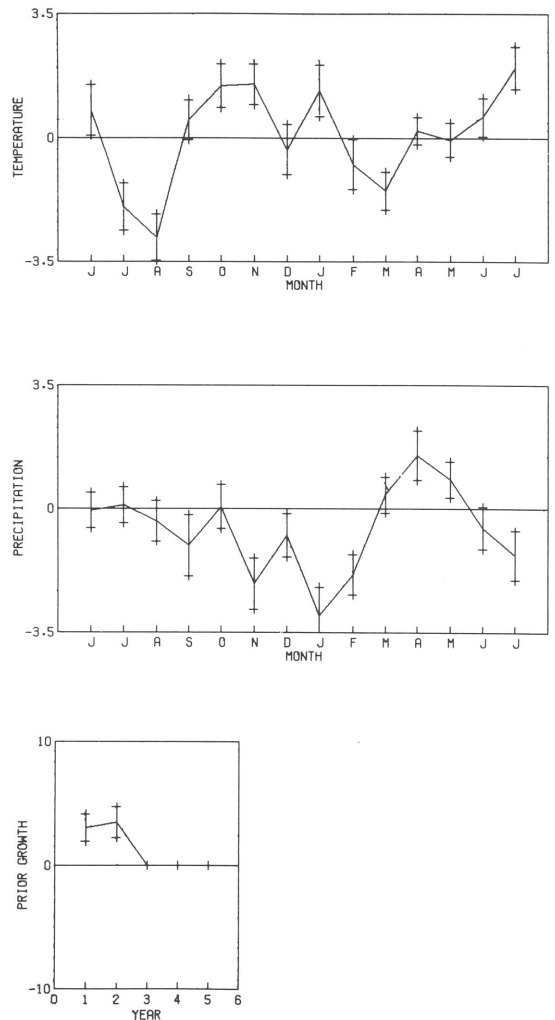 3.5
TEMPERATURE
0
-3.5
J J A S O N D J F M A M J J
MONTH
3.5
PRECIPITATION
0
-3.5
J J A S O N D J F M A M J J
MONTH
10
PRIOR GROWTH
0
-10
0 1 2 3 4 5 6
YEAR